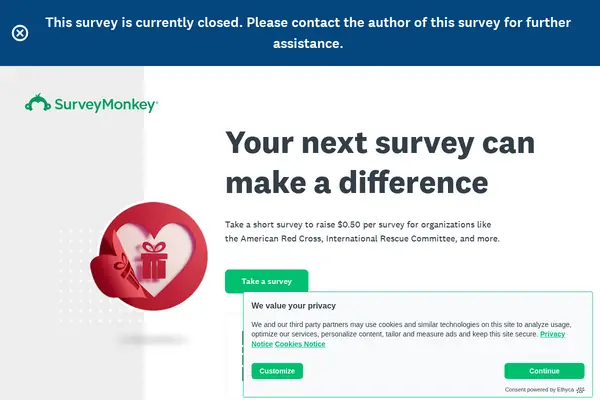 This survey is currently closed. Please contact the author of this survey for further
assistance.
SurveyMonkey®
Your next survey can
make a difference
Take a short survey to raise $0.50 per survey for organizations like
the American Red Cross, International Rescue Committee, and more.
Take a survey
We value your privacy
We and our third party partners may use cookies and similar technologies on this site to analyze usage,
optimize our services, personalize content, tailor and measure ads and keep this site secure. Privacy
Notice Cookies Notice
Customize
Continue
Consent powered by Ethyca